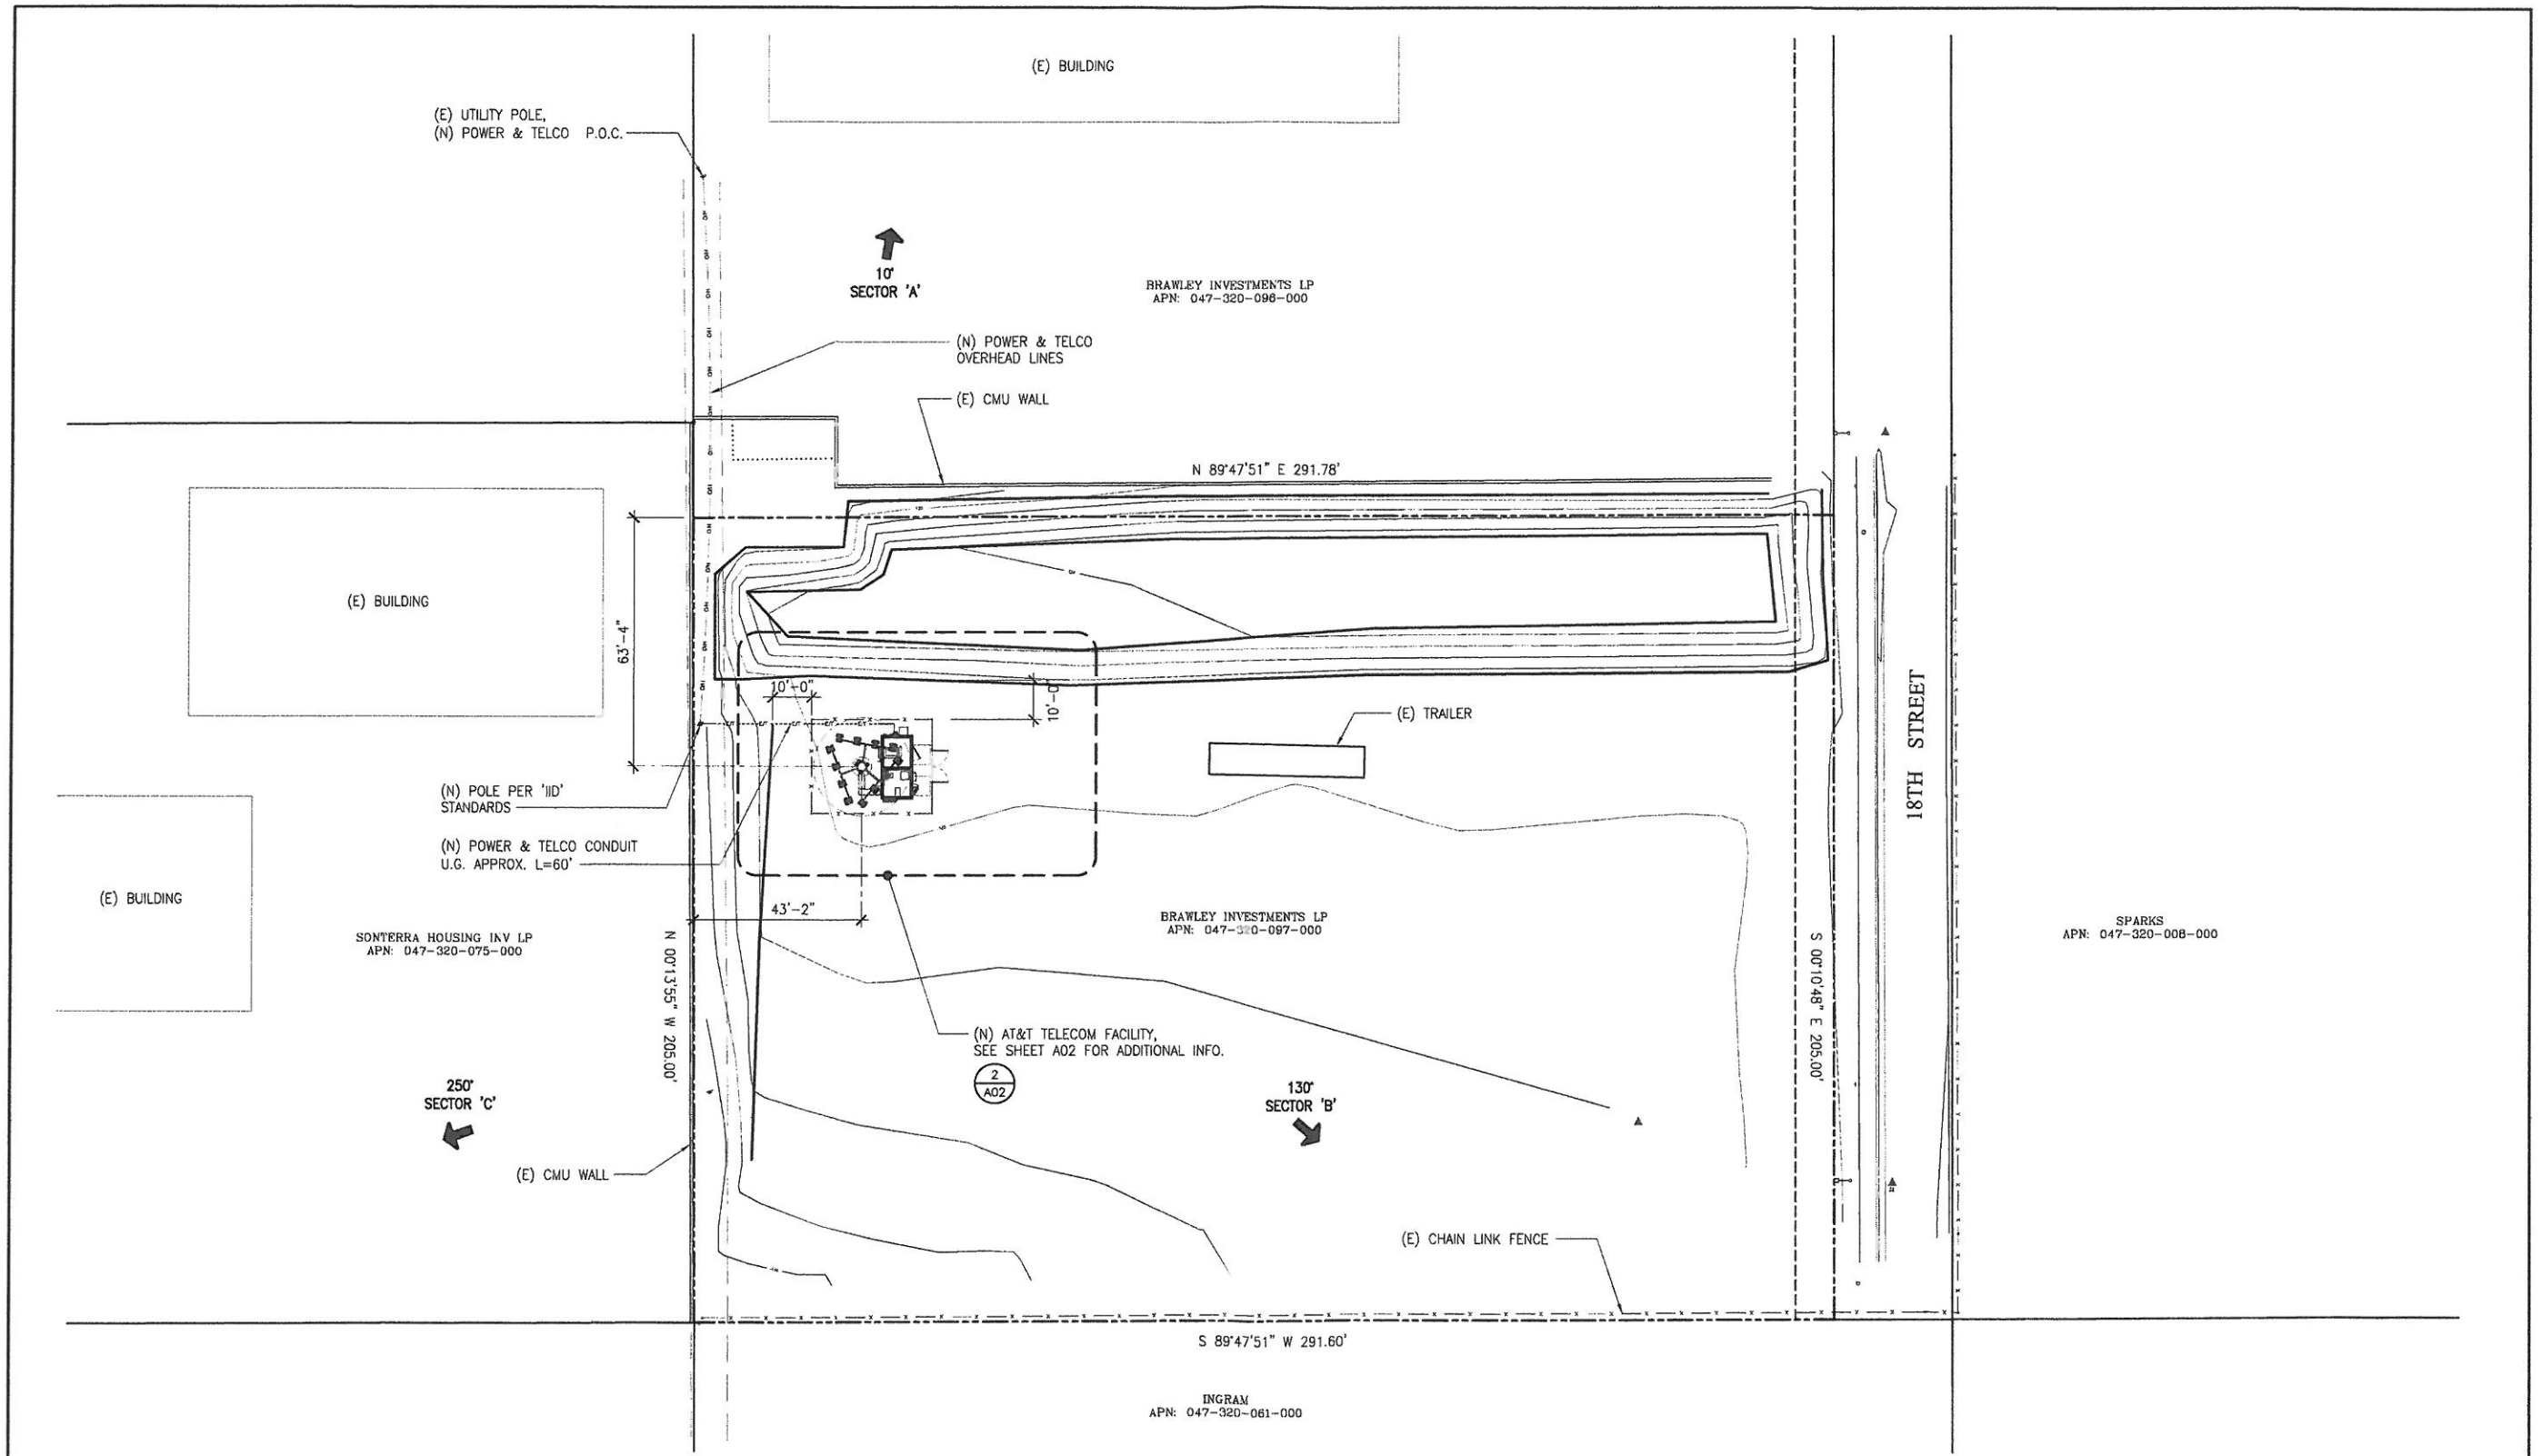 (E) BUILDING
(E) UTILITY POLE,
(N) POWER & TELCO P.O.C.
10°
SECTOR 'A'
BRAWLEY INVESTMENTS LP
APN: 047-320-096-000
(N) POWER & TELCO
OVERHEAD LINES
(E) CMU WALL
N 89°47'51" E 291.78'
(E) BUILDING
63'-4"
10'-0"
10'-0"
(E) TRAILER
18TH STREET
(N) POLE PER 'IID'
STANDARDS
(N) POWER & TELCO CONDUIT
U.G. APPROX. L=60'
(E) BUILDING
43'-2"
BRAWLEY INVESTMENTS LP
APN: 047-320-097-000
SPARKS
APN: 047-320-008-000
SONTERRA HOUSING INV LP
APN: 047-320-075-000
N 00°13'55" W 205.00'
S 00°10'48" E 205.00'
(N) AT&T TELECOM FACILITY,
SEE SHEET A02 FOR ADDITIONAL INFO.
2
A02
250°
SECTOR 'C'
130°
SECTOR 'B'
(E) CMU WALL
(E) CHAIN LINK FENCE
S 89°47'51" W 291.60'
INGRAM
APN: 047-320-061-000